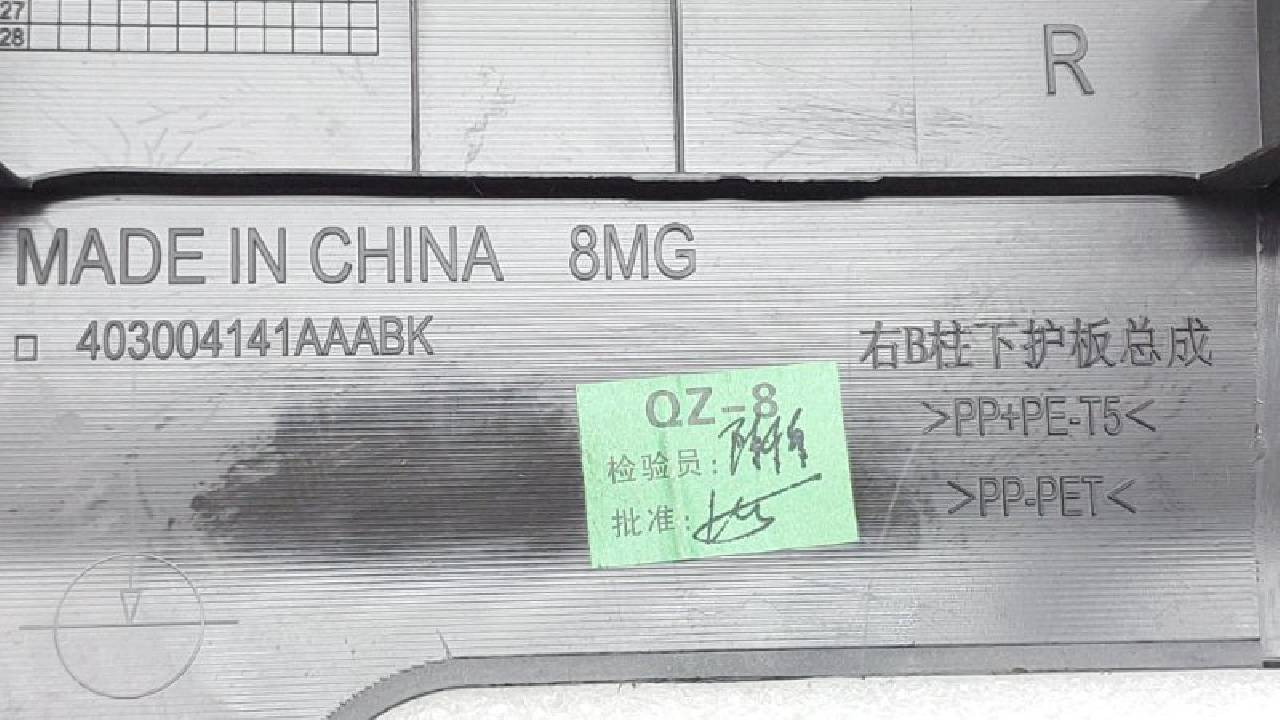 27
28
R
MADE IN CHINA 8MG
403004141AAABK
右B柱下护板总成
>PP+PE-T5<
>PP-PET<
QZ-8
检验员:
批准: